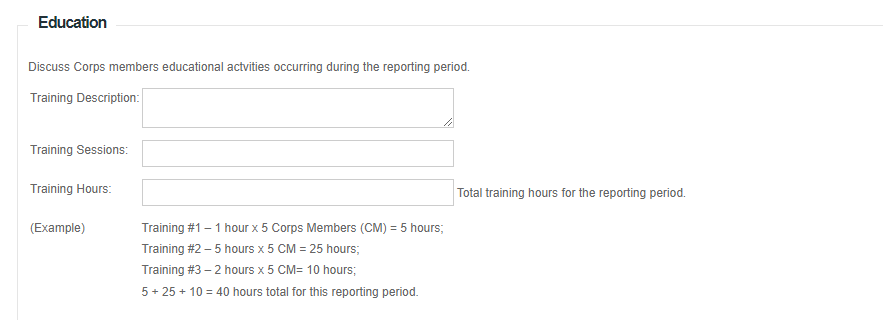 Education
Discuss Corps members educational actvities occurring during the reporting period.
Training Description:
Training Sessions:
Training Hours: Total training hours for the reporting period.
(Example) Training #1 – 1 hour x 5 Corps Members (CM) = 5 hours;
Training #2 – 5 hours x 5 CM = 25 hours;
Training #3 – 2 hours x 5 CM= 10 hours;
5 + 25 + 10 = 40 hours total for this reporting period.